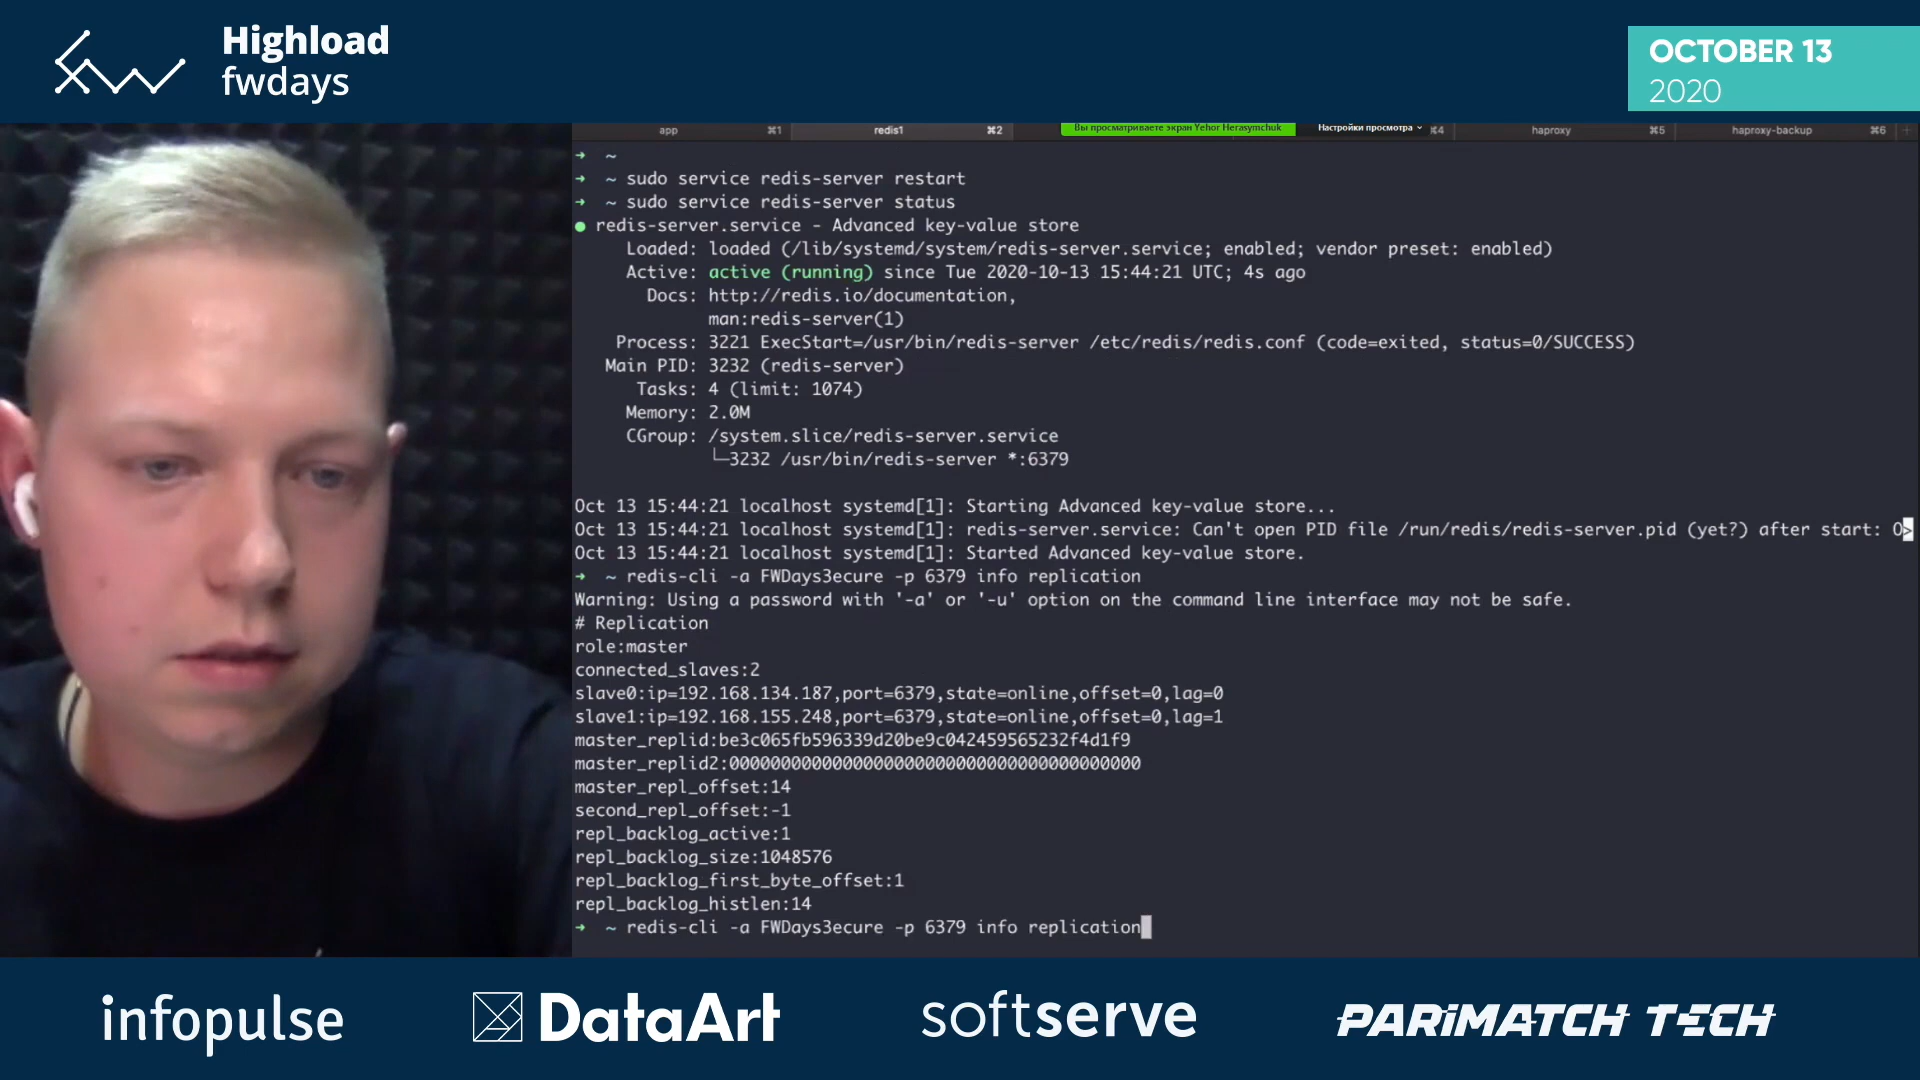 Highload
fwdays
OCTOBER 13
2020
app ⌘1 redis1 ⌘2 Вы просматриваете экран Yehor Herasymchuk Настройки просмотра ⌘4 haproxy ⌘5 haproxy-backup ⌘6
➜ ~
➜ ~ sudo service redis-server restart
➜ ~ sudo service redis-server status
● redis-server.service - Advanced key-value store
Loaded: loaded (/lib/systemd/system/redis-server.service; enabled; vendor preset: enabled)
Active: active (running) since Tue 2020-10-13 15:44:21 UTC; 4s ago
Docs: http://redis.io/documentation,
man:redis-server(1)
Process: 3221 ExecStart=/usr/bin/redis-server /etc/redis/redis.conf (code=exited, status=0/SUCCESS)
Main PID: 3232 (redis-server)
Tasks: 4 (limit: 1074)
Memory: 2.0M
CGroup: /system.slice/redis-server.service
└─3232 /usr/bin/redis-server *:6379
Oct 13 15:44:21 localhost systemd[1]: Starting Advanced key-value store...
Oct 13 15:44:21 localhost systemd[1]: redis-server.service: Can't open PID file /run/redis/redis-server.pid (yet?) after start: O>
Oct 13 15:44:21 localhost systemd[1]: Started Advanced key-value store.
➜ ~ redis-cli -a FWDays3ecure -p 6379 info replication
Warning: Using a password with '-a' or '-u' option on the command line interface may not be safe.
# Replication
role:master
connected_slaves:2
slave0:ip=192.168.134.187,port=6379,state=online,offset=0,lag=0
slave1:ip=192.168.155.248,port=6379,state=online,offset=0,lag=1
master_replid:be3c065fb596339d20be9c042459565232f4d1f9
master_replid2:0000000000000000000000000000000000000000
master_repl_offset:14
second_repl_offset:-1
repl_backlog_active:1
repl_backlog_size:1048576
repl_backlog_first_byte_offset:1
repl_backlog_histlen:14
➜ ~ redis-cli -a FWDays3ecure -p 6379 info replication
infopulse DataArt softserve PARIMATCH TECH